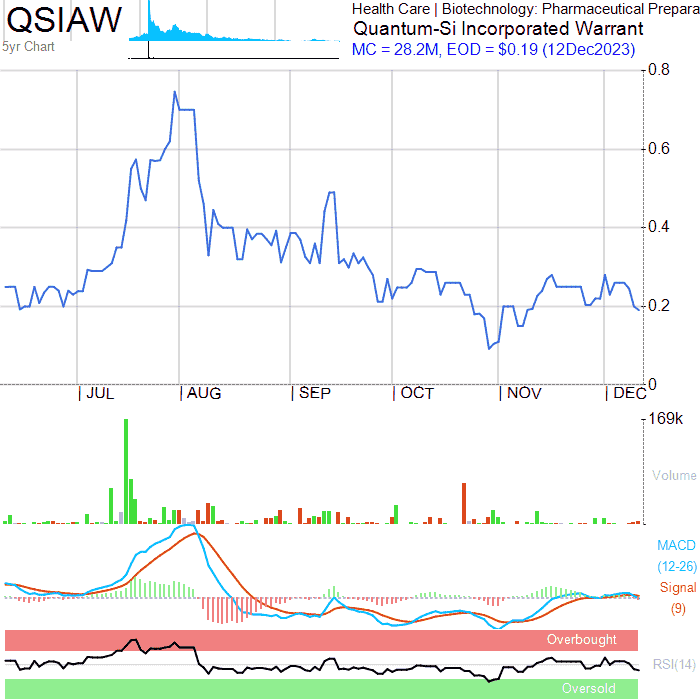 QSIAW
5yr Chart
Health Care | Biotechnology: Pharmaceutical Prepara
Quantum-Si Incorporated Warrant
MC = 28.2M, EOD = $0.19 (12Dec2023)
0.8
0.6
0.4
0.2
0
| JUL | AUG | SEP | OCT | NOV | DEC
169k
Volume
MACD
(12-26)
Signal
(9)
Overbought
RSI(14)
Oversold